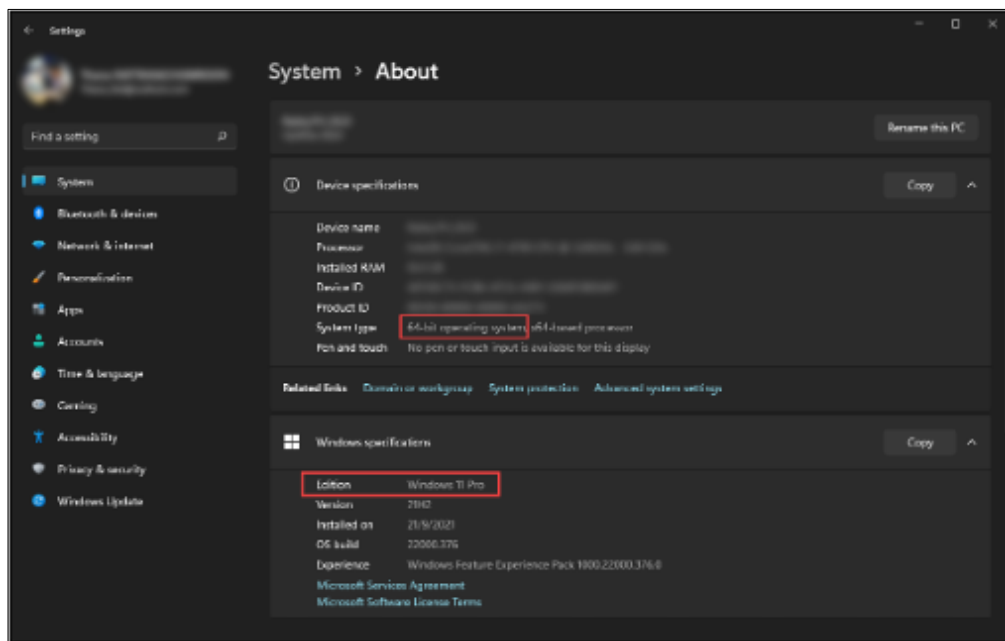 Settings
System > About
Find a setting
Rename this PC
System
Bluetooth & devices
Network & internet
Personalisation
Apps
Accounts
Time & language
Gaming
Accessibility
Privacy & security
Windows Update
Device specifications
Copy
Device name
Processor
Installed RAM
Device ID
Product ID
System type 64-bit operating system, x64-based processor
Pen and touch No pen or touch input is available for this display
Related links Domain or workgroup System protection Advanced system settings
Windows specifications
Copy
Edition Windows 11 Pro
Version 21H2
Installed on 21/9/2021
OS build 22000.376
Experience Windows Feature Experience Pack 1000.22000.376.0
Microsoft Services Agreement
Microsoft Software License Terms